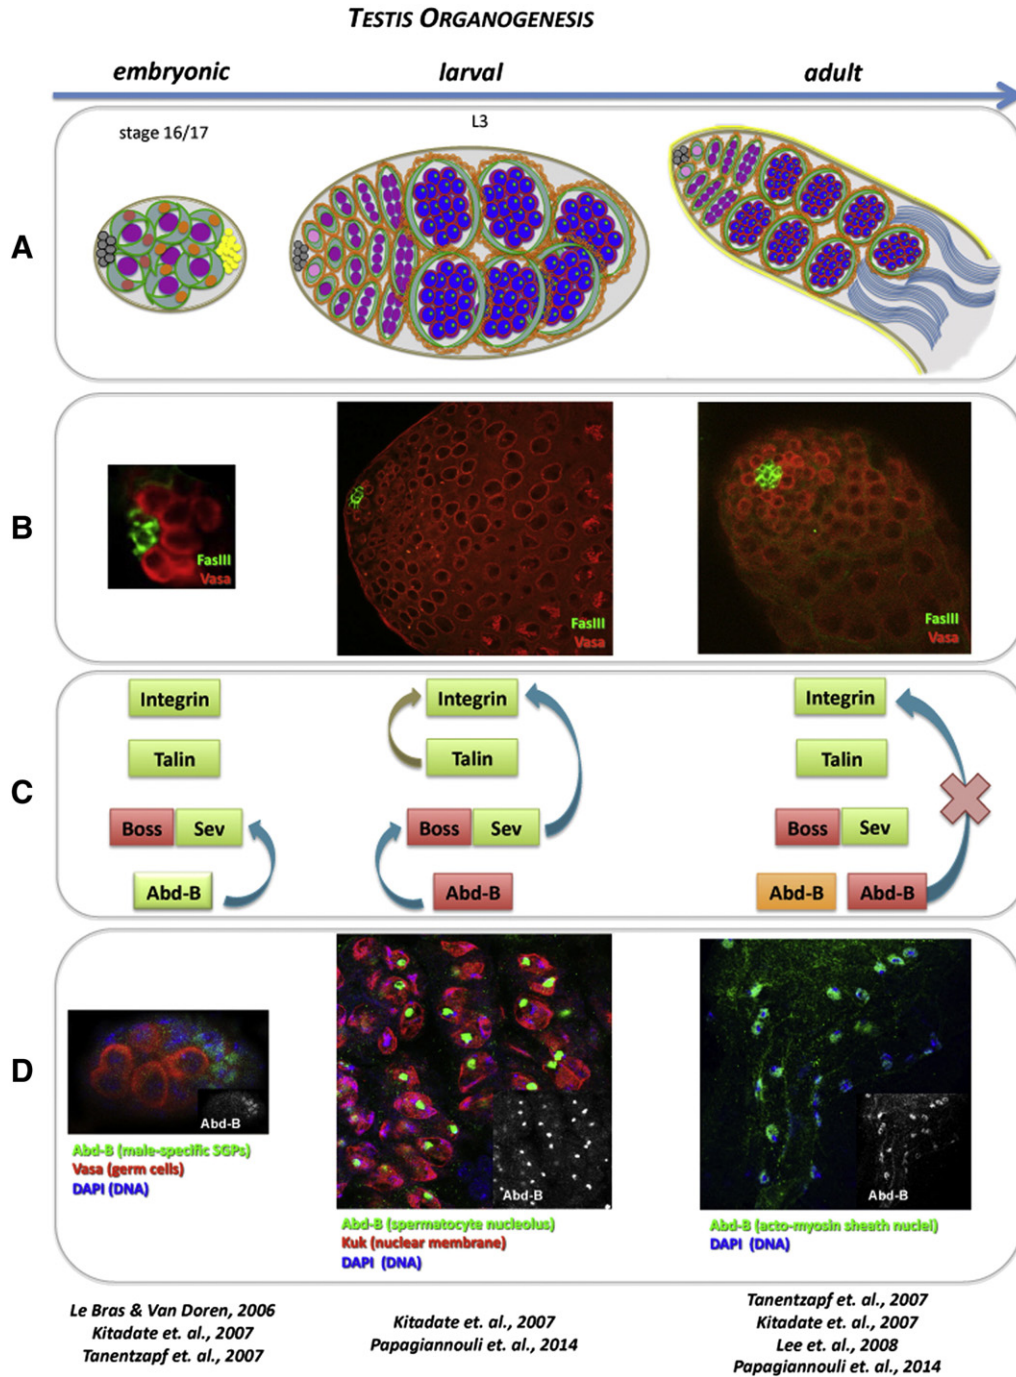 TESTIS ORGANOGENESIS
embryonic larval adult
stage 16/17
L3
A
B
FasIII
Vasa
FasIII
Vasa
FasIII
Vasa
C
Integrin
Talin
Boss Sev
Abd-B
Integrin
Talin
Boss Sev
Abd-B
Integrin
Talin
Boss Sev
Abd-B Abd-B
D
Abd-B
Abd-B (male-specific SGPs)
Vasa (germ cells)
DAPI (DNA)
Abd-B
Abd-B (spermatocyte nucleolus)
Kuk (nuclear membrane)
DAPI (DNA)
Abd-B
Abd-B (acto-myosin sheath nuclei)
DAPI (DNA)
Le Bras & Van Doren, 2006
Kitadate et. al., 2007
Tanentzapf et. al., 2007
Kitadate et. al., 2007
Papagiannouli et. al., 2014
Tanentzapf et. al., 2007
Kitadate et. al., 2007
Lee et. al., 2008
Papagiannouli et. al., 2014